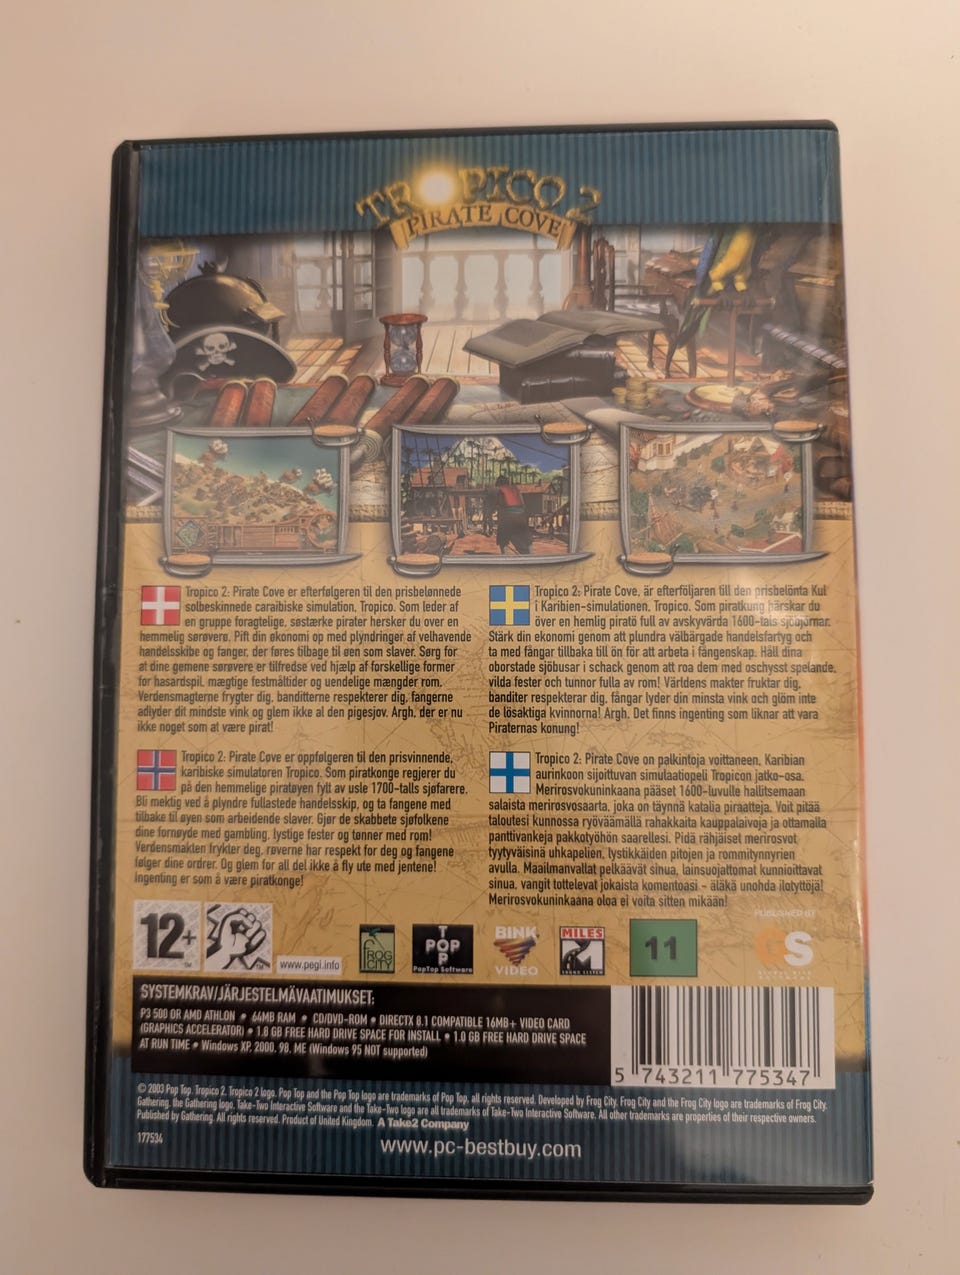 TROPICO 2
PIRATE COVE
Tropico 2: Pirate Cove er efterfølgeren til den prisbelønnede
solbeskinnede caraibiske simulation, Tropico. Som leder af
en gruppe foragtelige, søstærke pirater hersker du over en
hemmelig sørøverø. Pift din økonomi op med plyndringer af velhavende
handelsskibe og fanger, der føres tilbage til øen som slaver. Sørg for
at dine gemene sørøvere er tilfredse ved hjælp af forskellige former
for hasardspil, mægtige festmåltider og uendelige mængder rom.
Verdensmagterne frygter dig, banditterne respekterer dig, fangerne
adlyder dit mindste vink og glem ikke al den pigesjov. Argh, der er nu
ikke noget som at være pirat!
Tropico 2: Pirate Cove, är efterföljaren till den prisbelönta Kul
i Karibien-simulationen, Tropico. Som piratkung härskar du
över en hemlig piratö full av avskyvärda 1600-tals sjöbjörnar.
Stärk din ekonomi genom att plundra välbärgade handelsfartyg och
ta med fångar tillbaka till ön för att arbeta i fångenskap. Håll dina
oborstade sjöbusar i schack genom att roa dem med oschysst spelande,
vilda fester och tunnor fulla av rom! Världens makter fruktar dig,
banditer respekterar dig, fångar lyder din minsta vink och glöm inte
de lösaktiga kvinnorna! Argh. Det finns ingenting som liknar att vara
Piraternas konung!
Tropico 2: Pirate Cove er oppfølgeren til den prisvinnende,
karibiske simulatoren Tropico. Som piratkonge regjerer du
på den hemmelige piratøyen fylt av usle 1700-talls sjøfarere.
Bli mektig ved å plyndre fullastede handelsskip, og ta fangene med
tilbake til øyen som arbeidende slaver. Gjør de skabbete sjøfolkene
dine fornøyde med gambling, lystige fester og tønner med rom!
Verdensmakten frykter deg, røverne har respekt for deg og fangene
følger dine ordrer. Og glem for all del ikke å fly ute med jentene!
Ingenting er som å være piratkonge!
Tropico 2: Pirate Cove on palkintoja voittaneen, Karibian
aurinkoon sijoittuvan simulaatiopeli Tropicon jatko-osa.
Merirosvokuninkaana pääset 1600-luvulle hallitsemaan
salaista merirosvosaarta, joka on täynnä katalia piraatteja. Voit pitää
taloutesi kunnossa ryöväämällä rahakkaita kauppalaivoja ja ottamalla
panttivankeja pakkotyöhön saarellesi. Pidä rähjäiset merirosvot
tyytyväisinä uhkapelien, lystikkäiden pitojen ja rommitynnyrien
avulla. Maailmanvallat pelkäävät sinua, lainsuojattomat kunnioittavat
sinua, vangit tottelevat jokaista komentoasi – äläkä unohda ilotyttöjä!
Merirosvokuninkaana oloa ei voita sitten mikään!
12+
www.pegi.info
FROG CITY
POP TOP
PopTop Software
BINK
VIDEO
MILES
SOUND SYSTEM
11
PUBLISHED BY
GS
SYSTEMKRAV/JÄRJESTELMÄVAATIMUKSET:
P3 500 OR AMD ATHLON • 64MB RAM • CD/DVD-ROM • DIRECTX 8.1 COMPATIBLE 16MB+ VIDEO CARD
(GRAPHICS ACCELERATOR) • 1.8 GB FREE HARD DRIVE SPACE FOR INSTALL • 1.0 GB FREE HARD DRIVE SPACE
AT RUN TIME • Windows XP, 2000, 98, ME (Windows 95 NOT supported)
5 743211 775347
© 2003 Pop Top. Tropico 2, Tropico 2 logo, Pop Top and the Pop Top logo are trademarks of Pop Top, all rights reserved. Developed by Frog City. Frog City and the Frog City logo are trademarks of Frog City.
Gathering, the Gathering logo, Take-Two Interactive Software and the Take-Two logo are all trademarks of Take-Two Interactive Software. All other trademarks are properties of their respective owners.
Published by Gathering. All rights reserved. Product of United Kingdom. A Take2 Company
177534
www.pc-bestbuy.com